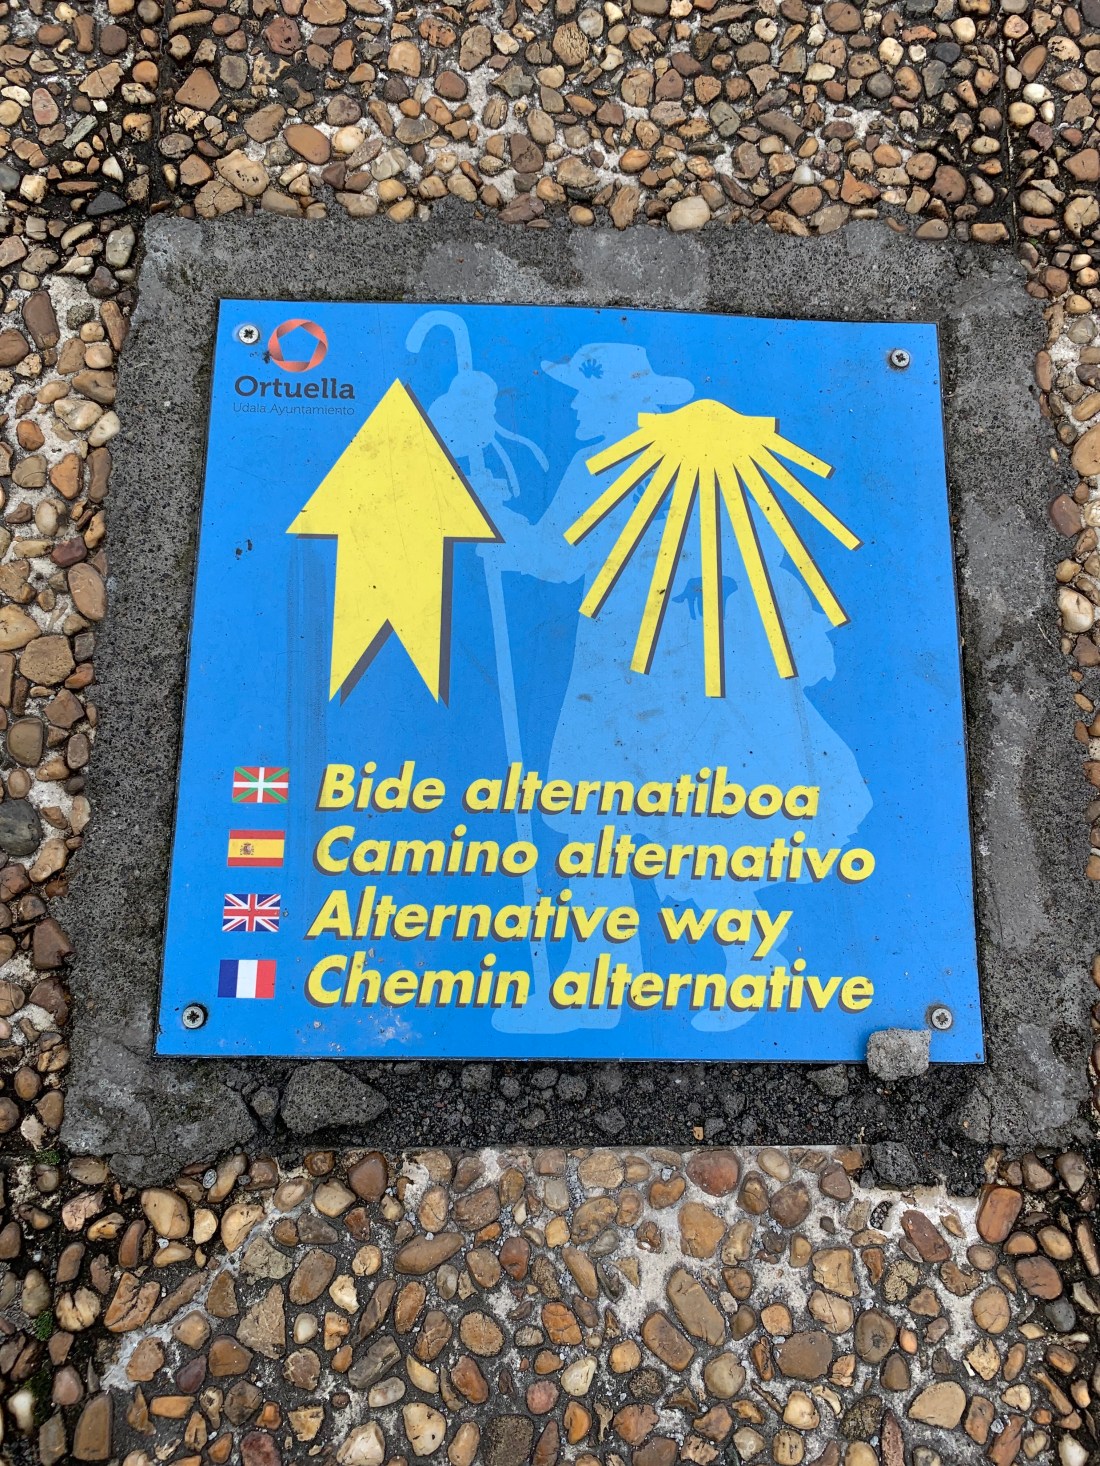 Ortuella
Udala Ayuntamiento
Bide alternatiboa
Camino alternativo
Alternative way
Chemin alternative